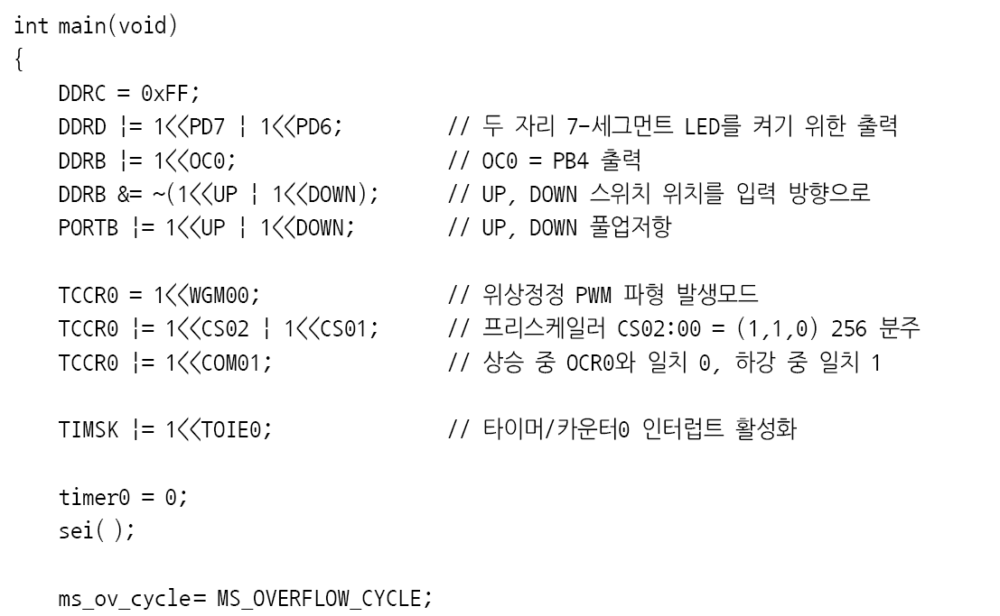 int main(void)
{
DDRC = 0xFF;
DDRD |= 1<<PD7 | 1<<PD6; // 두 자리 7-세그먼트 LED를 켜기 위한 출력
DDRB |= 1<<OC0; // OC0 = PB4 출력
DDRB &= ~(1<<UP | 1<<DOWN); // UP, DOWN 스위치 위치를 입력 방향으로
PORTB |= 1<<UP | 1<<DOWN; // UP, DOWN 풀업저항
TCCR0 = 1<<WGM00; // 위상정정 PWM 파형 발생모드
TCCR0 |= 1<<CS02 | 1<<CS01; // 프리스케일러 CS02:00 = (1,1,0) 256 분주
TCCR0 |= 1<<COM01; // 상승 중 OCR0와 일치 0, 하강 중 일치 1
TIMSK |= 1<<TOIE0; // 타이머/카운터0 인터럽트 활성화
timer0 = 0;
sei( );
ms_ov_cycle= MS_OVERFLOW_CYCLE;